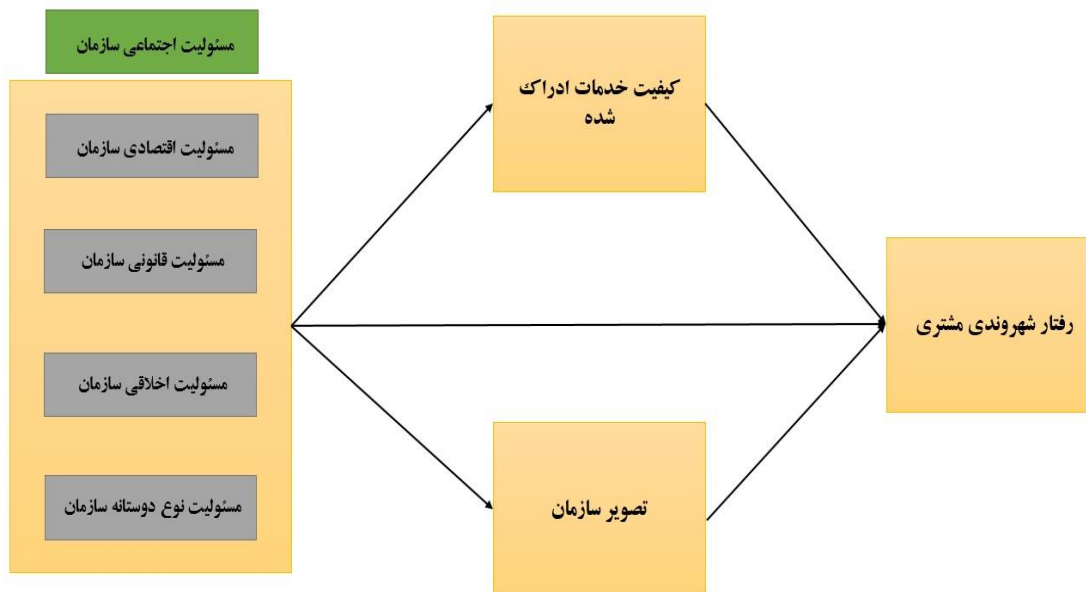 مسئولیت اجتماعی سازمان
مسئولیت اقتصادی سازمان
مسئولیت قانونی سازمان
مسئولیت اخلاقی سازمان
مسئولیت نوع دوستانه سازمان
کیفیت خدمات ادراک
شده
تصویر سازمان
رفتار شهروندی مشتری